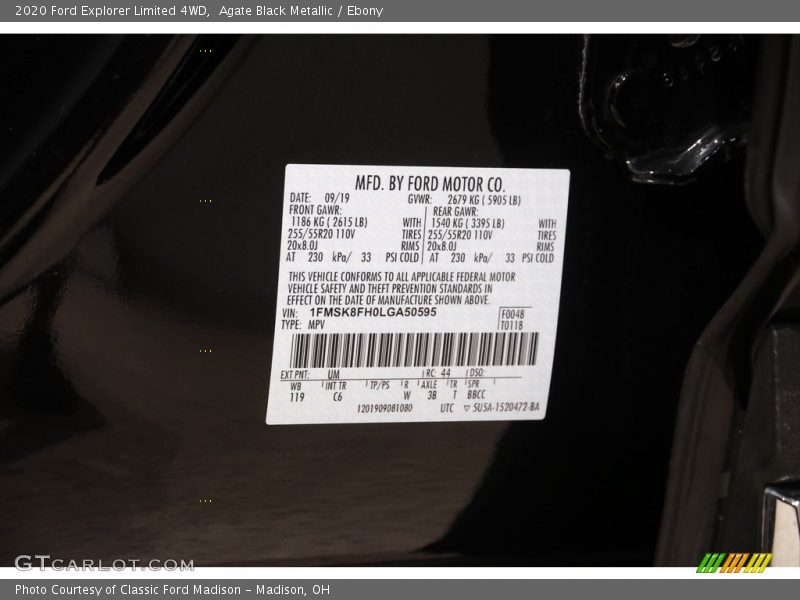 2020 Ford Explorer Limited 4WD, Agate Black Metallic / Ebony
MFD. BY FORD MOTOR CO.
DATE: 09/19 GVWR: 2679 KG ( 5905 LB)
FRONT GAWR: REAR GAWR:
1186 KG ( 2615 LB) WITH 1540 KG ( 3395 LB) WITH
255/55R20 110V TIRES 255/55R20 110V TIRES
20x8.0J RIMS 20x8.0J RIMS
AT 230 kPa/ 33 PSI COLD AT 230 kPa/ 33 PSI COLD
THIS VEHICLE CONFORMS TO ALL APPLICABLE FEDERAL MOTOR
VEHICLE SAFETY AND THEFT PREVENTION STANDARDS IN
EFFECT ON THE DATE OF MANUFACTURE SHOWN ABOVE.
VIN: 1FMSK8FH0LGA50595 F0048
TYPE: MPV T0118
EXT PNT: UM RC: 44 DSO:
WB INT TR TP/PS R AXLE TR SPR
119 C6 W 3B T BBCC
1201909081080 UTC ▽ 5U5A-1520472-BA
GTCARLOT.COM
Photo Courtesy of Classic Ford Madison - Madison, OH